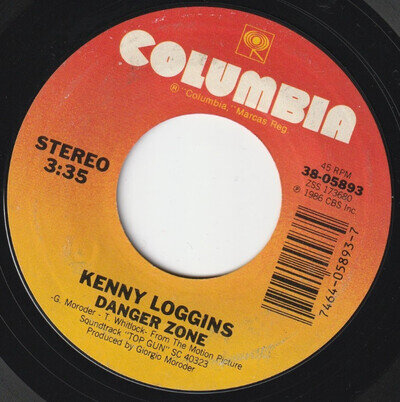 COLUMBIA
® "Columbia," Marcas Reg.
STEREO
3:35
45 RPM
38-05893
ZSS 173680
℗ 1986 CBS Inc.
7464-05893-7
KENNY LOGGINS
DANGER ZONE
-G. Moroder - T. Whitlock- From The Motion Picture
Soundtrack "TOP GUN" SC 40323
Produced by Giorgio Moroder